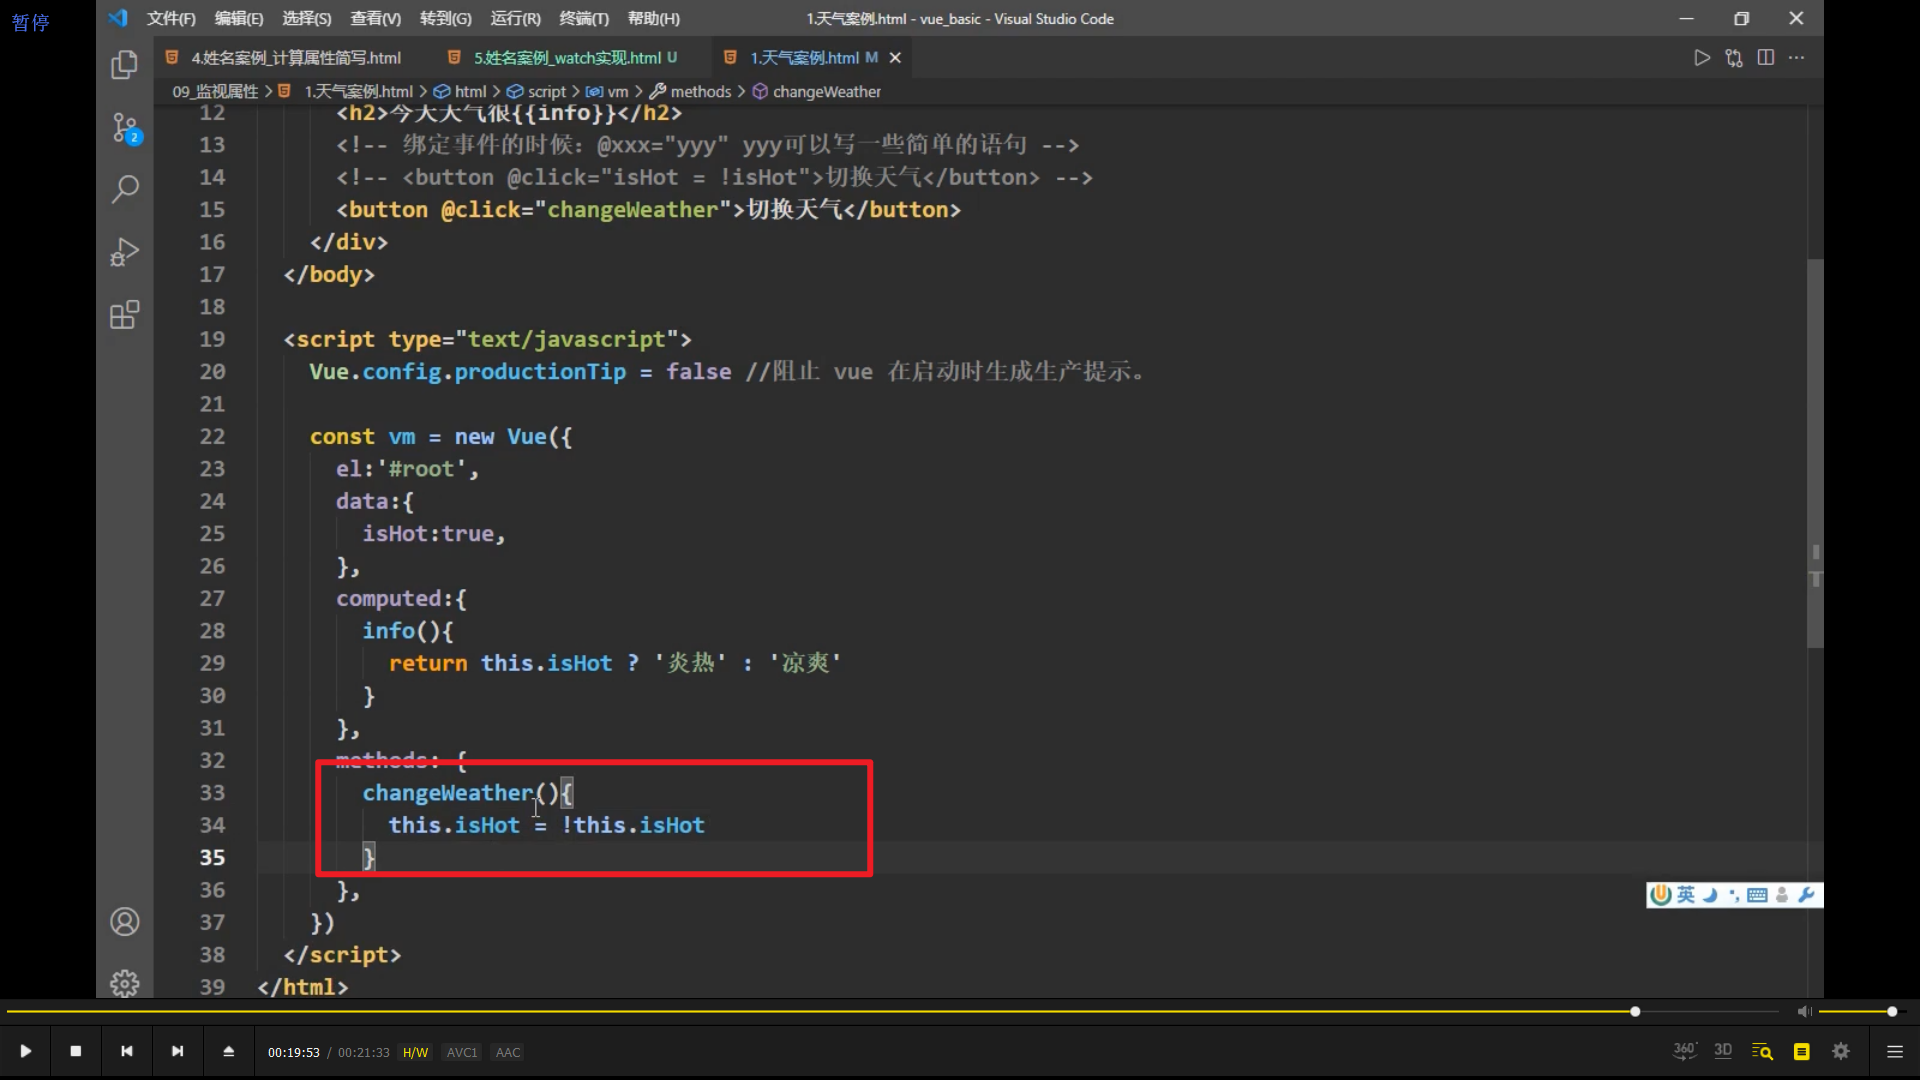 暂停
文件(F) 编辑(E) 选择(S) 查看(V) 转到(G) 运行(R) 终端(T) 帮助(H) 1.天气案例.html - vue_basic - Visual Studio Code
4.姓名案例_计算属性简写.html 5.姓名案例_watch实现.html U 1.天气案例.html M
09_监视属性 > 1.天气案例.html > html > script > vm > methods > changeWeather
2
12 <h2>今天天气很{{info}}</h2>
13 <!-- 绑定事件的时候：@xxx="yyy" yyy可以写一些简单的语句 -->
14 <!-- <button @click="isHot = !isHot">切换天气</button> -->
15 <button @click="changeWeather">切换天气</button>
16 </div>
17 </body>
18
19 <script type="text/javascript">
20 Vue.config.productionTip = false //阻止 vue 在启动时生成生产提示。
21
22 const vm = new Vue({
23 el:'#root',
24 data:{
25 isHot:true,
26 },
27 computed:{
28 info(){
29 return this.isHot ? '炎热' : '凉爽'
30 }
31 },
32 methods: {
33 changeWeather(){
34 this.isHot = !this.isHot
35 }
36 },
37 })
38 </script>
39 </html>
英
00:19:53 / 00:21:33 H/W AVC1 AAC
360° 3D